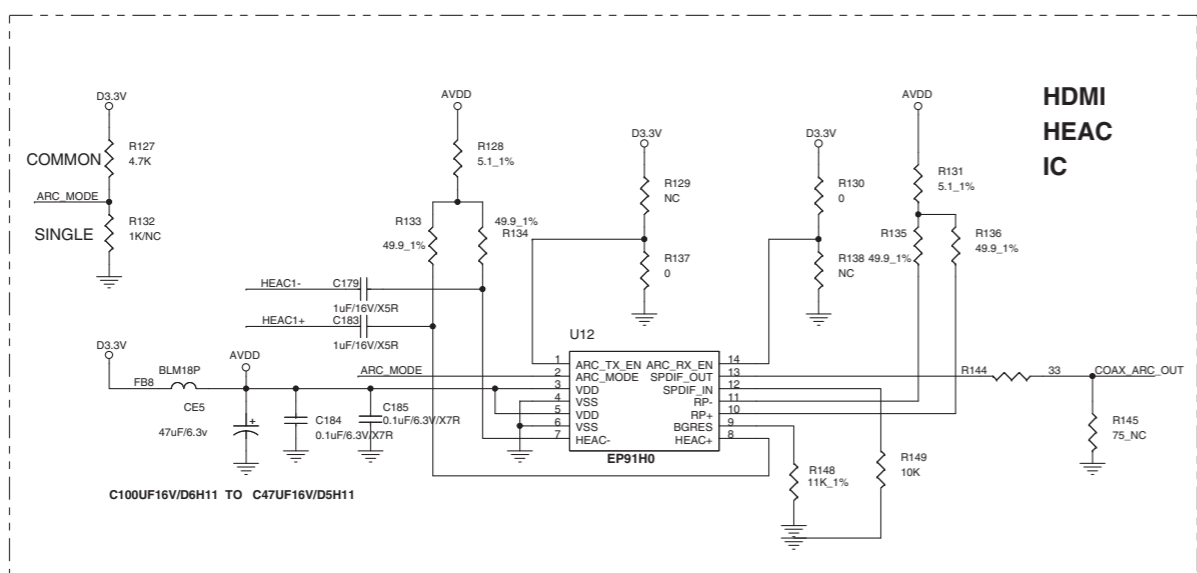 HDMI
HEAC
IC
D3.3V
R127
4.7K
COMMON
ARC_MODE
SINGLE
R132
1K/NC
AVDD
R128
5.1_1%
R133
49.9_1%
49.9_1%
R134
D3.3V
R129
NC
R137
0
D3.3V
R130
0
R138
NC
AVDD
R131
5.1_1%
R135
49.9_1%
R136
49.9_1%
HEAC1-
C179
1uF/16V/X5R
HEAC1+
C183
1uF/16V/X5R
D3.3V
BLM18P
FB8
AVDD
CE5
47uF/6.3v
C184
0.1uF/6.3V/X7R
C185
0.1uF/6.3V/X7R
ARC_MODE
U12
1 ARC_TX_EN ARC_RX_EN 14
2 ARC_MODE SPDIF_OUT 13
3 VDD SPDIF_IN 12
4 VSS RP- 11
5 VDD RP+ 10
6 VSS BGRES 9
7 HEAC- HEAC+ 8
EP91H0
R144
33
COAX_ARC_OUT
R145
75_NC
R148
11K_1%
R149
10K
C100UF16V/D6H11 TO C47UF16V/D5H11